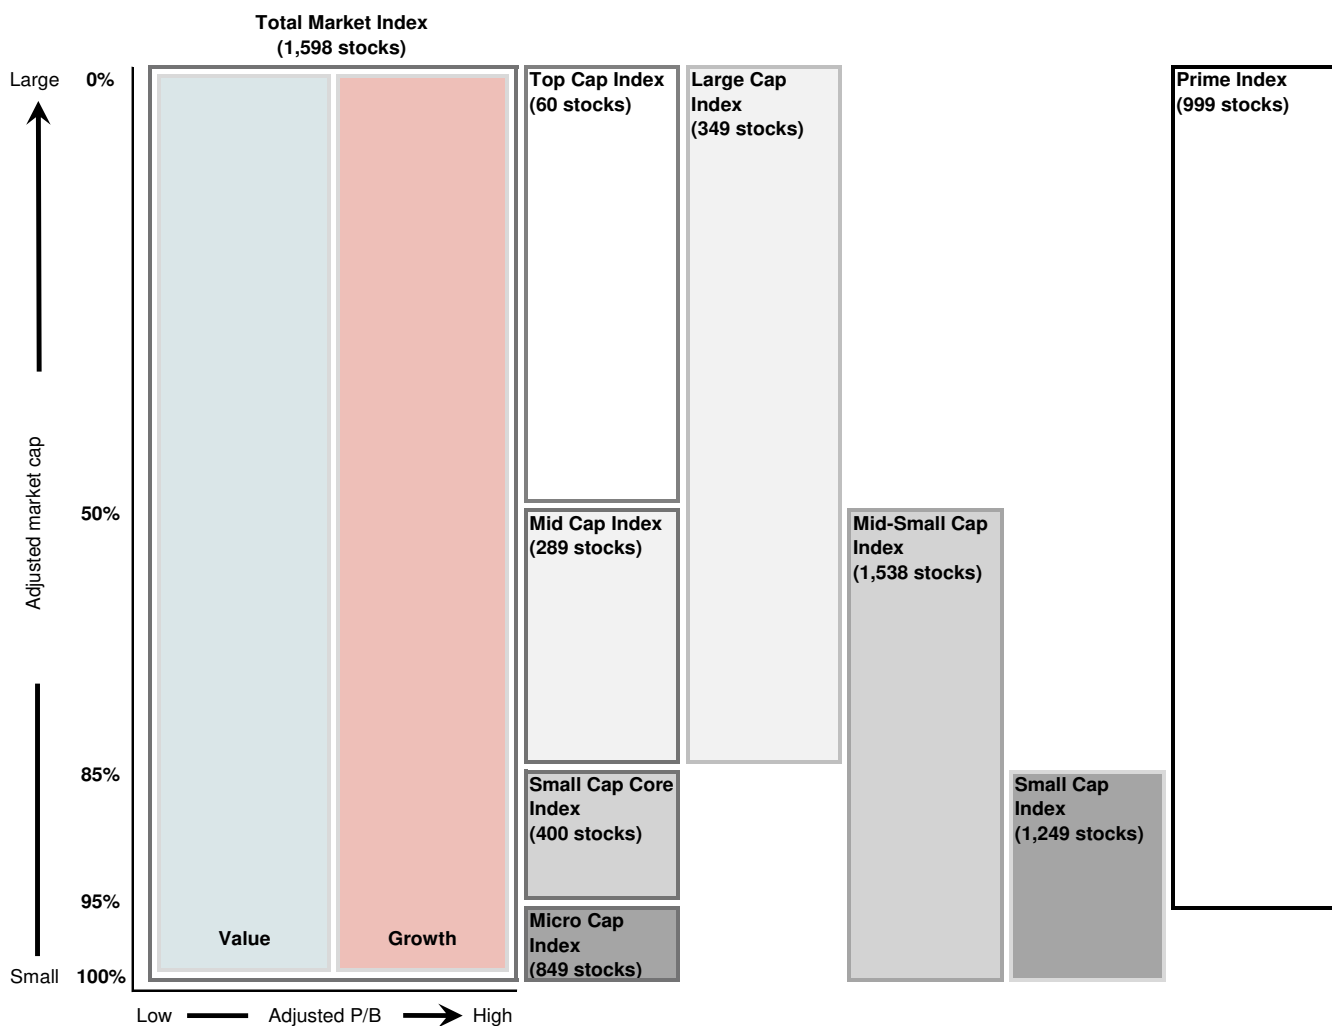 Total Market Index
(1,598 stocks)
Large
0%
Top Cap Index
(60 stocks)
Large Cap
Index
(349 stocks)
Prime Index
(999 stocks)
Adjusted market cap
50%
Mid Cap Index
(289 stocks)
Mid-Small Cap
Index
(1,538 stocks)
85%
Small Cap Core
Index
(400 stocks)
Small Cap
Index
(1,249 stocks)
95%
Micro Cap
Index
(849 stocks)
Value
Growth
Small
100%
Low
Adjusted P/B
High